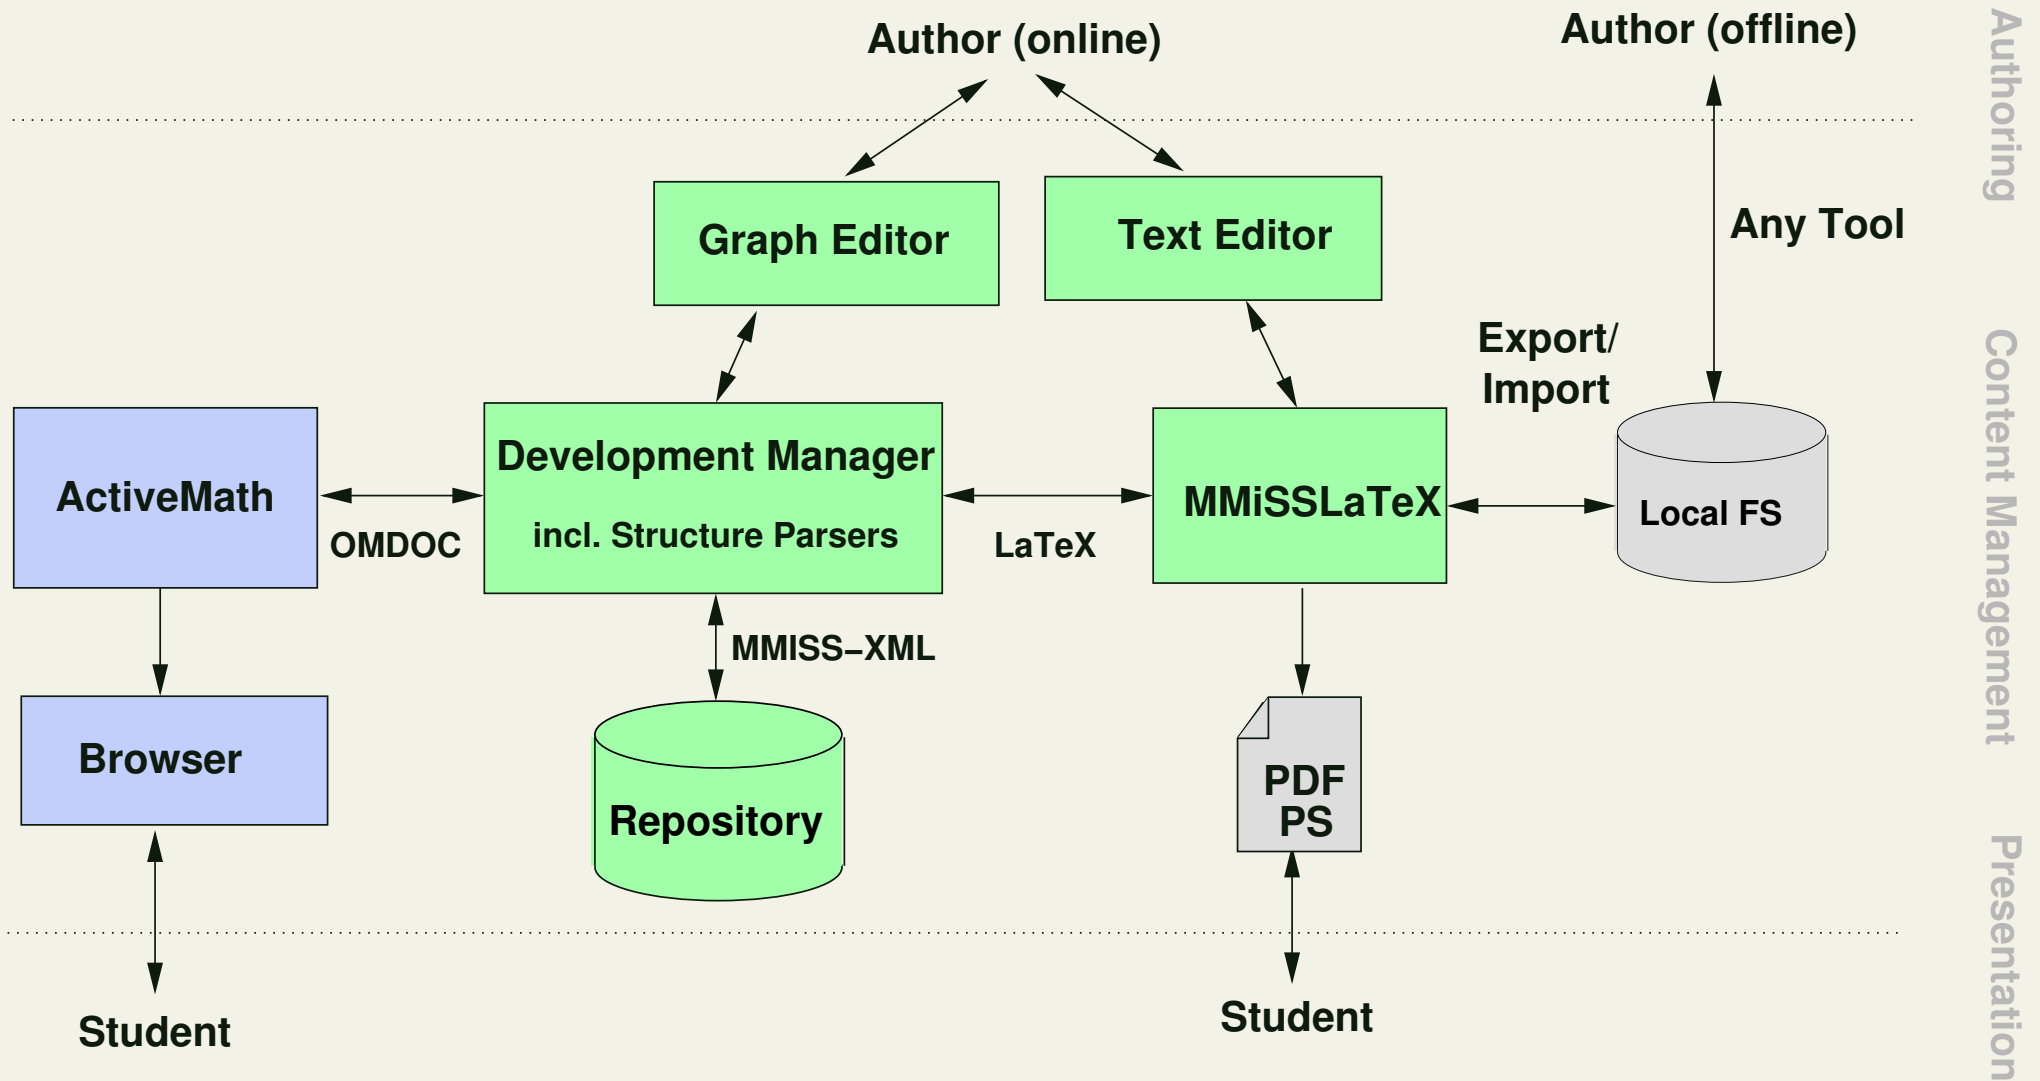 Author (online)
Author (offline)
Authoring
Graph Editor
Text Editor
Any Tool
Export/
Import
Content Management
ActiveMath
OMDOC
Development Manager
incl. Structure Parsers
LaTeX
MMiSSLaTeX
Local FS
MMISS–XML
Browser
Repository
PDF
PS
Presentation
Student
Student